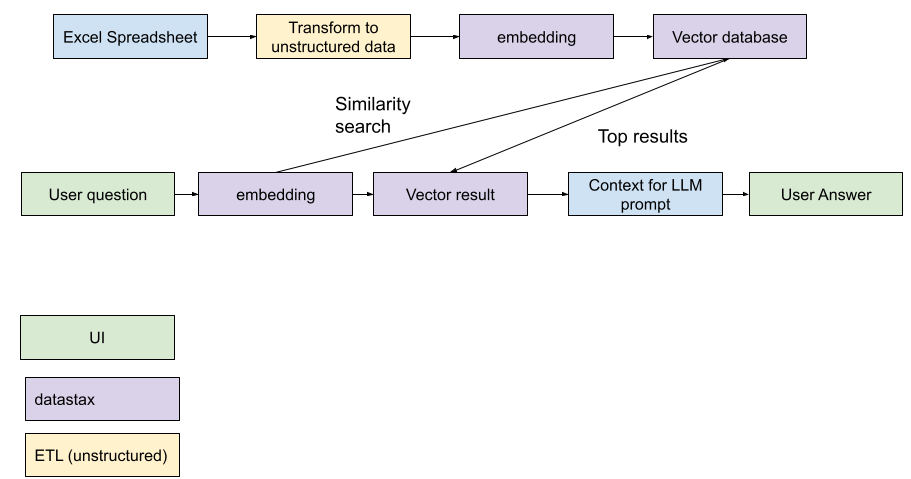 Excel Spreadsheet
Transform to
unstructured data
embedding
Vector database
Similarity
search
Top results
User question
embedding
Vector result
Context for LLM
prompt
User Answer
UI
datastax
ETL (unstructured)